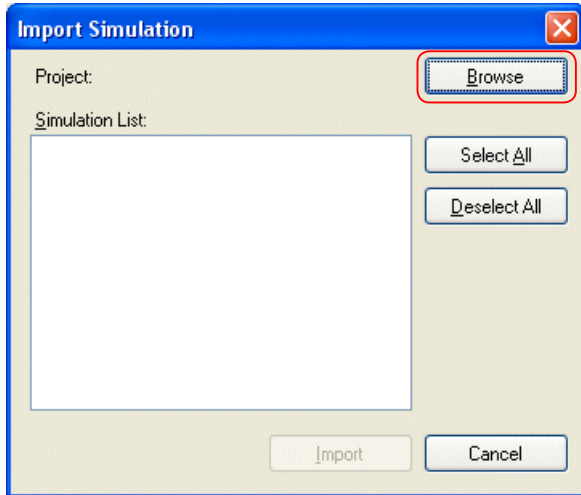 Import Simulation
Project:
Browse
Simulation List:
Select All
Deselect All
Import
Cancel